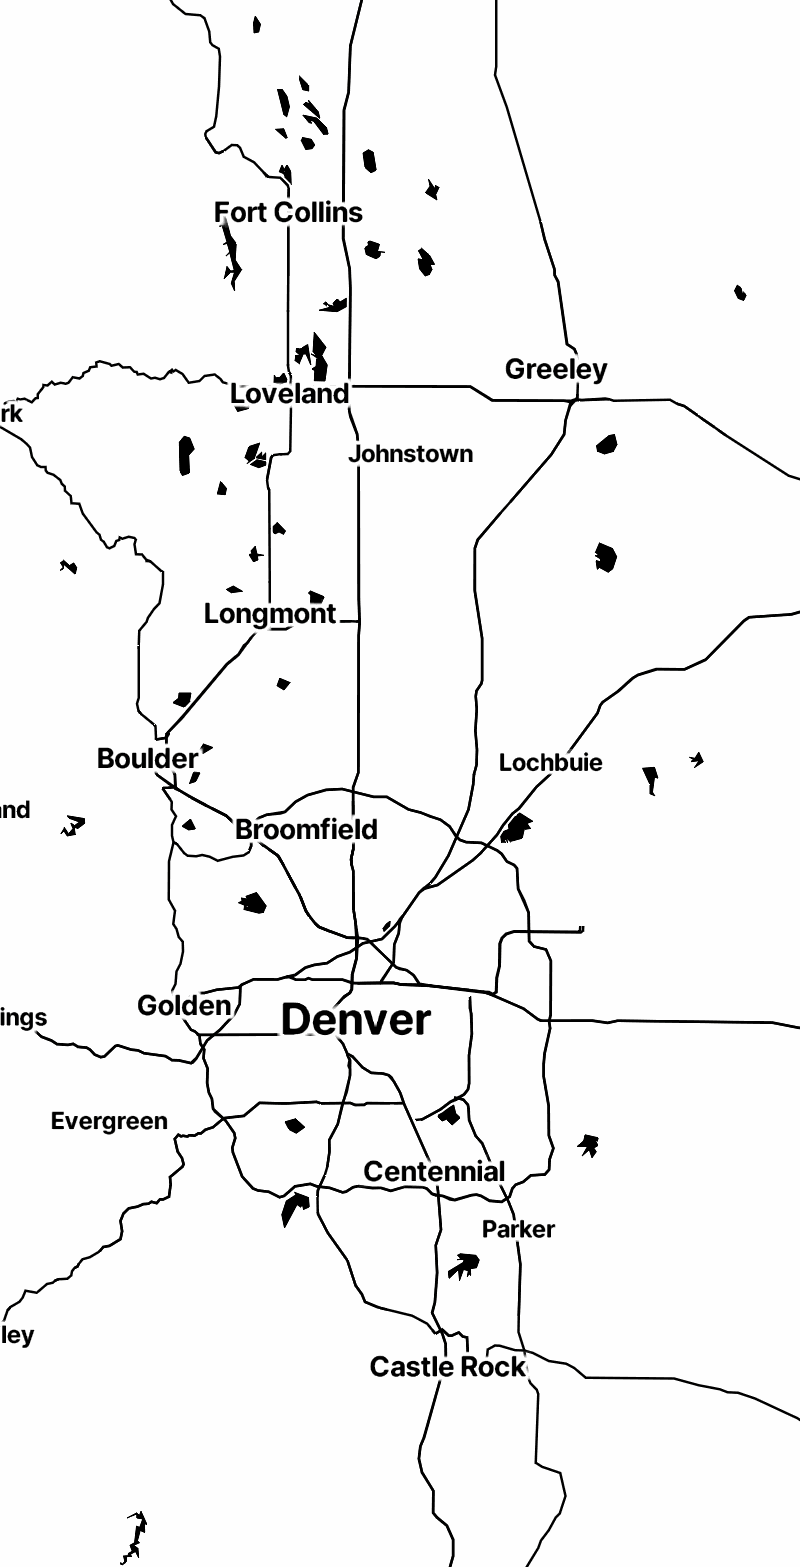 Fort Collins
Greeley
Loveland
rk
Johnstown
Longmont
Boulder
Lochbuie
nd
Broomfield
Golden
ings
Denver
Evergreen
Centennial
Parker
ley
Castle Rock